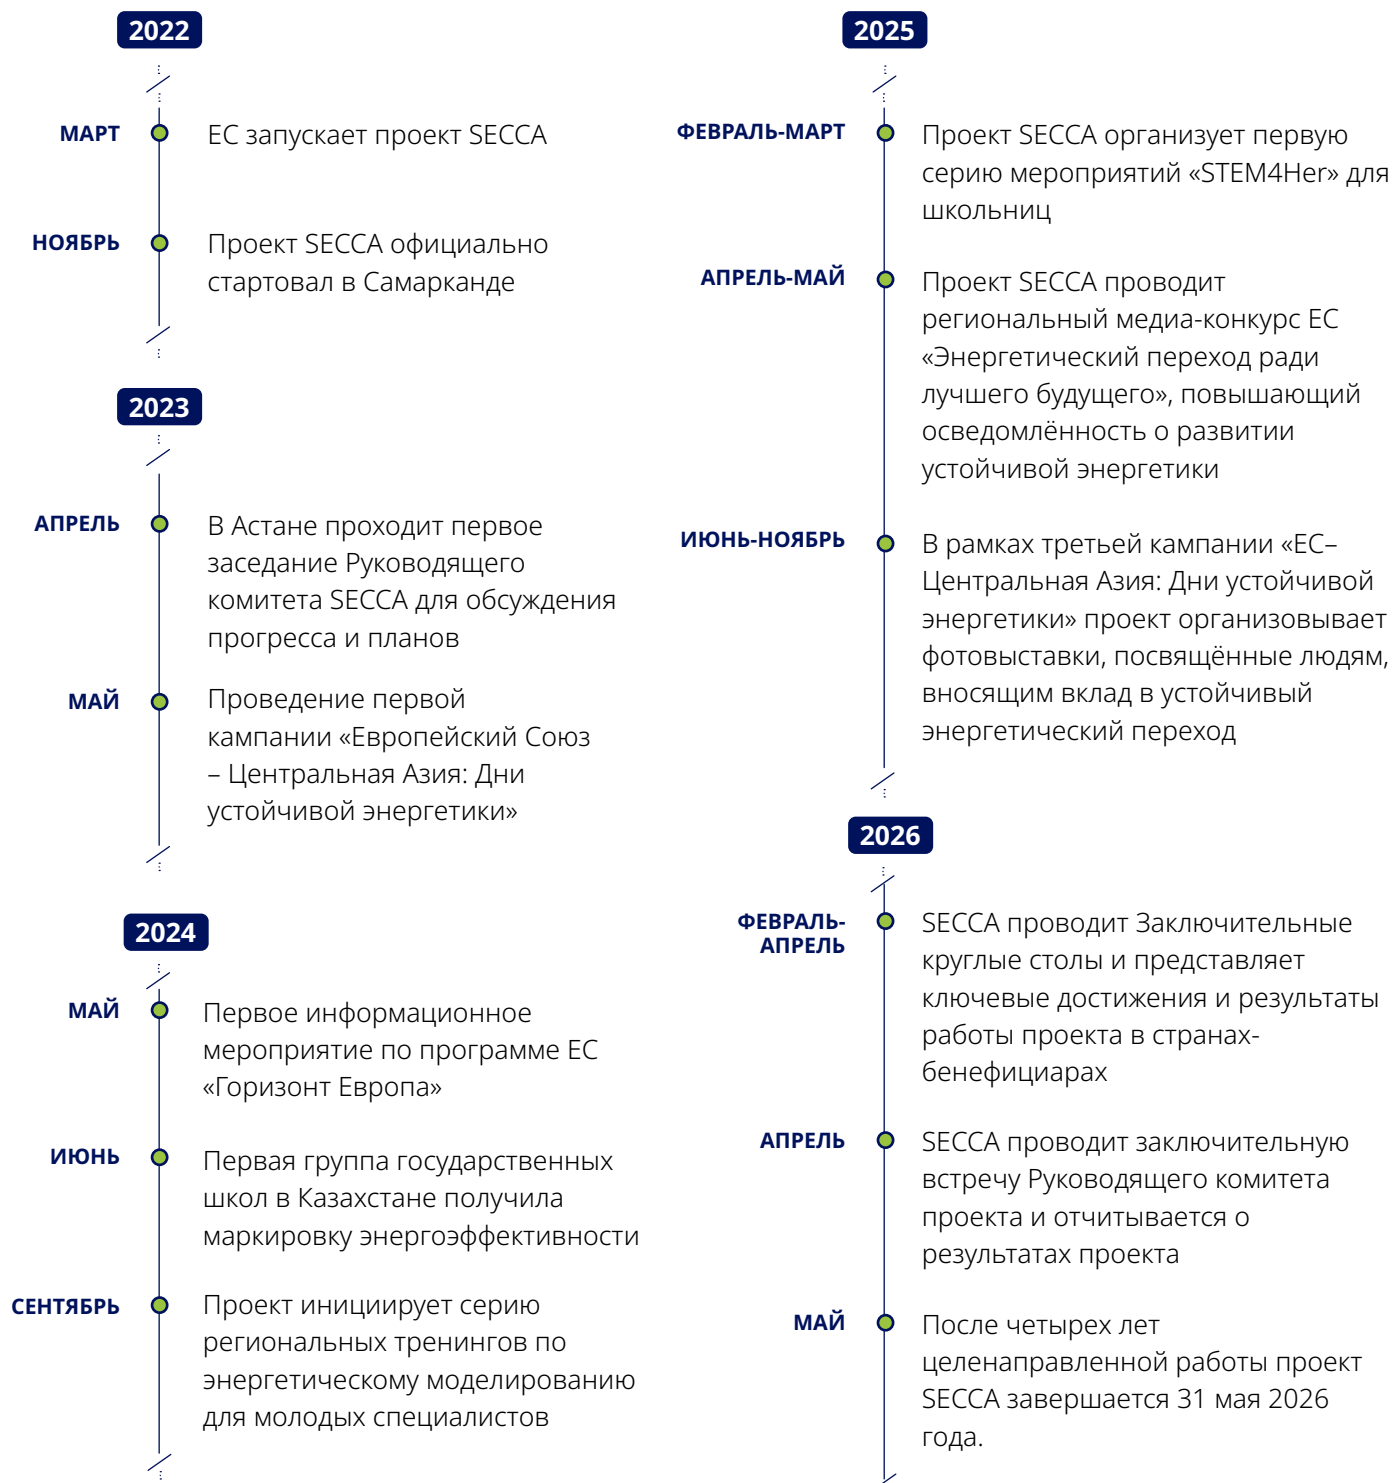 2022
МАРТ
ЕС запускает проект SECCA
НОЯБРЬ
Проект SECCA официально
стартовал в Самарканде
2023
АПРЕЛЬ
В Астане проходит первое
заседание Руководящего
комитета SECCA для обсуждения
прогресса и планов
МАЙ
Проведение первой
кампании «Европейский Союз
– Центральная Азия: Дни
устойчивой энергетики»
2024
МАЙ
Первое информационное
мероприятие по программе ЕС
«Горизонт Европа»
ИЮНЬ
Первая группа государственных
школ в Казахстане получила
маркировку энергоэффективности
СЕНТЯБРЬ
Проект инициирует серию
региональных тренингов по
энергетическому моделированию
для молодых специалистов
2025
ФЕВРАЛЬ-МАРТ
Проект SECCA организует первую
серию мероприятий «STEM4Her» для
школьниц
АПРЕЛЬ-МАЙ
Проект SECCA проводит
региональный медиа-конкурс ЕС
«Энергетический переход ради
лучшего будущего», повышающий
осведомлённость о развитии
устойчивой энергетики
ИЮНЬ-НОЯБРЬ
В рамках третьей кампании «ЕС–
Центральная Азия: Дни устойчивой
энергетики» проект организовывает
фотовыставки, посвящённые людям,
вносящим вклад в устойчивый
энергетический переход
2026
ФЕВРАЛЬ-
АПРЕЛЬ
SECCA проводит Заключительные
круглые столы и представляет
ключевые достижения и результаты
работы проекта в странах-
бенефициарах
АПРЕЛЬ
SECCA проводит заключительную
встречу Руководящего комитета
проекта и отчитывается о
результатах проекта
МАЙ
После четырех лет
целенаправленной работы проект
SECCA завершается 31 мая 2026
года.